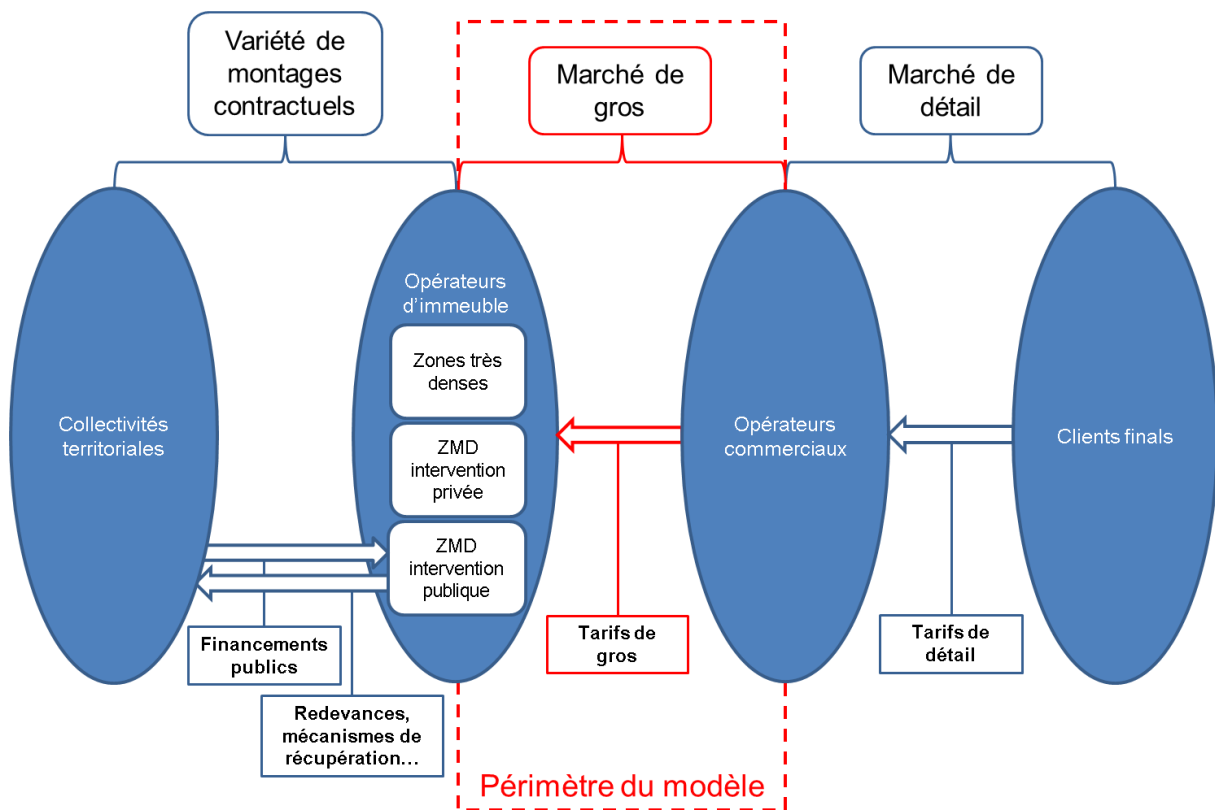 Variété de
montages
contractuels
Marché de
gros
Marché de
détail
Collectivités
territoriales
Opérateurs
d’immeuble
Zones très
denses
ZMD
intervention
privée
ZMD
intervention
publique
Opérateurs
commerciaux
Clients finals
Financements
publics
Redevances,
mécanismes de
récupération…
Tarifs de
gros
Tarifs de
détail
Périmètre du modèle